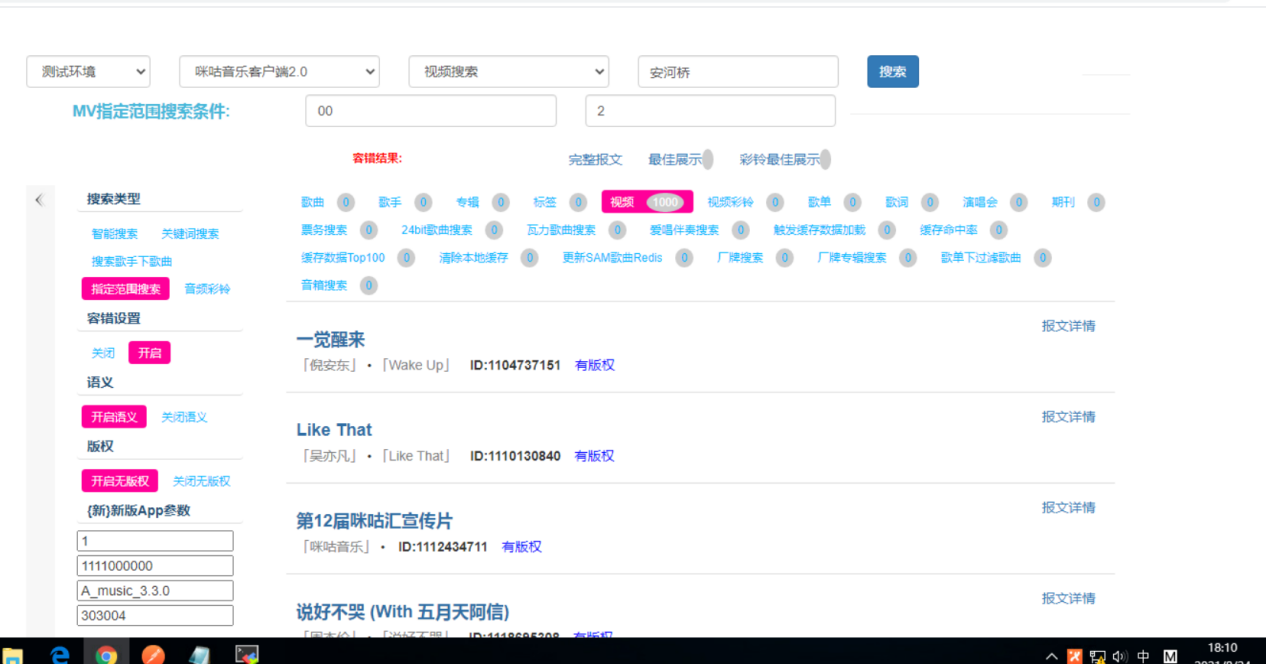 测试环境 咪咕音乐客户端2.0 视频搜索 安河桥 搜索
MV指定范围搜索条件: 00 2
容错结果: 完整报文 最佳展示 彩铃最佳展示
搜索类型
智能搜索 关键词搜索
搜索歌手下歌曲
指定范围搜索 音频彩铃
容错设置
关闭 开启
语义
开启语义 关闭语义
版权
开启无版权 关闭无版权
{新}新版App参数
1
1111000000
A_music_3.3.0
303004
歌曲 0 歌手 0 专辑 0 标签 0 视频 1000 视频彩铃 0 歌单 0 歌词 0 演唱会 0 期刊 0
票务搜索 0 24bit歌曲搜索 0 瓦力歌曲搜索 0 爱唱伴奏搜索 0 触发缓存数据加载 0 缓存命中率 0
缓存数据Top100 0 清除本地缓存 0 更新SAM歌曲Redis 0 厂牌搜索 0 厂牌专辑搜索 0 歌单下过滤歌曲 0
音箱搜索 0
一觉醒来 报文详情
「倪安东」 • 「Wake Up」 ID:1104737151 有版权
Like That 报文详情
「吴亦凡」 • 「Like That」 ID:1110130840 有版权
第12届咪咕汇宣传片 报文详情
「咪咕音乐」 • ID:1112434711 有版权
说好不哭 (With 五月天阿信) 报文详情
「周杰伦」 • 「说好不哭」 ID:1118695398 有版权
中 M 18:10